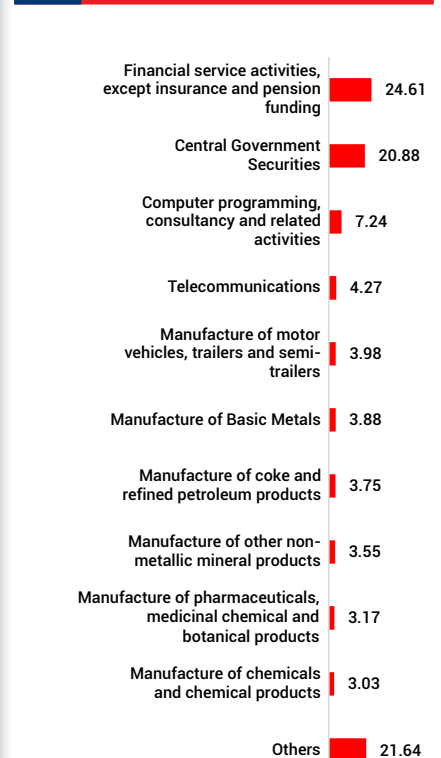 Financial service activities,
except insurance and pension
funding
24.61
Central Government
Securities
20.88
Computer programming,
consultancy and related
activities
7.24
Telecommunications
4.27
Manufacture of motor
vehicles, trailers and semi-
trailers
3.98
Manufacture of Basic Metals
3.88
Manufacture of coke and
refined petroleum products
3.75
Manufacture of other non-
metallic mineral products
3.55
Manufacture of pharmaceuticals,
medicinal chemical and
botanical products
3.17
Manufacture of chemicals
and chemical products
3.03
Others
21.64